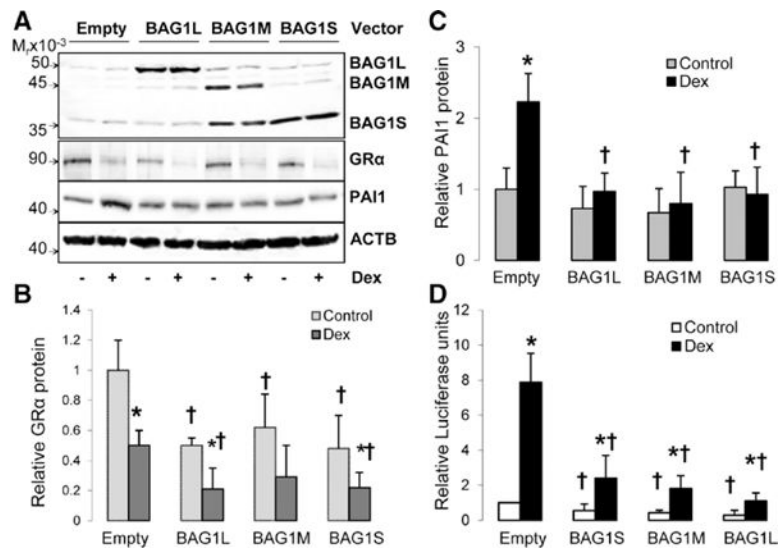 A
Empty BAG1L BAG1M BAG1S Vector
Mrx10-3
50
45
35
90
40
40
BAG1L
BAG1M
BAG1S
GRα
PAI1
ACTB
- + - + - + - + Dex
B
Relative GRα protein
1.4
1.2
1
0.8
0.6
0.4
0.2
0
Control
Dex
*
†
*†
†
†
*†
Empty BAG1L BAG1M BAG1S
C
Relative PAI1 protein
3
2
1
0
Control
Dex
*
†
†
†
Empty BAG1L BAG1M BAG1S
D
Relative Luciferase units
12
10
8
6
4
2
0
Control
Dex
*
†
*†
†
*†
†
*†
Empty BAG1S BAG1M BAG1L